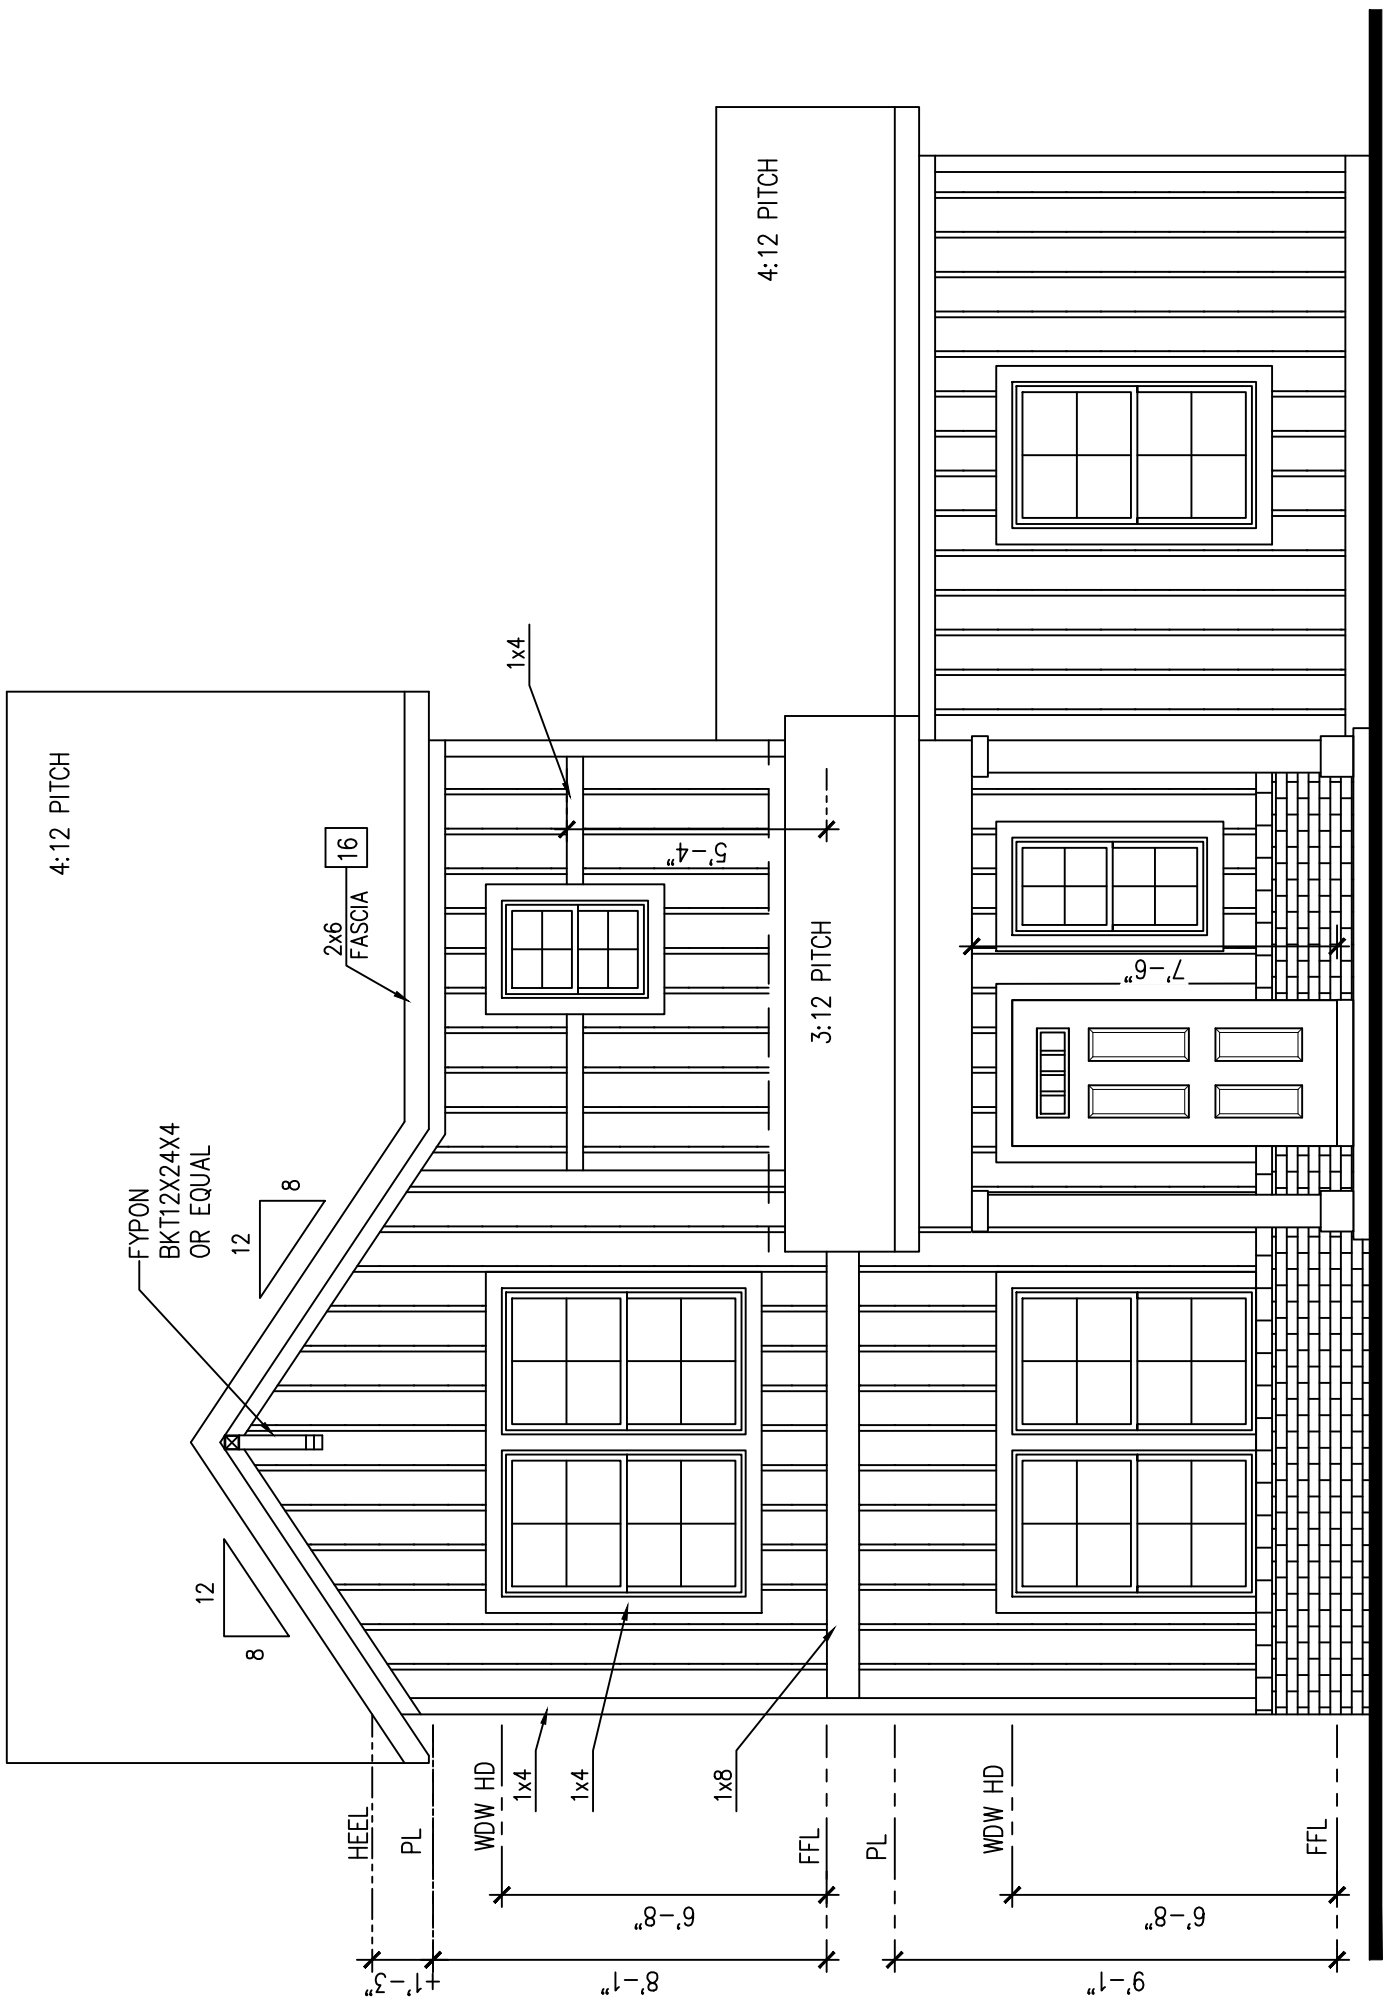 4:12 PITCH
FYPON
BKT12X24X4
OR EQUAL
12
8
12
8
2x6
FASCIA
16
1x4
4:12 PITCH
3:12 PITCH
5'-4"
7'-6"
HEEL
PL
WDW HD
1x4
1x4
1x8
FFL
PL
WDW HD
FFL
±1'-3"
8'-1"
6'-8"
9'-1"
6'-8"